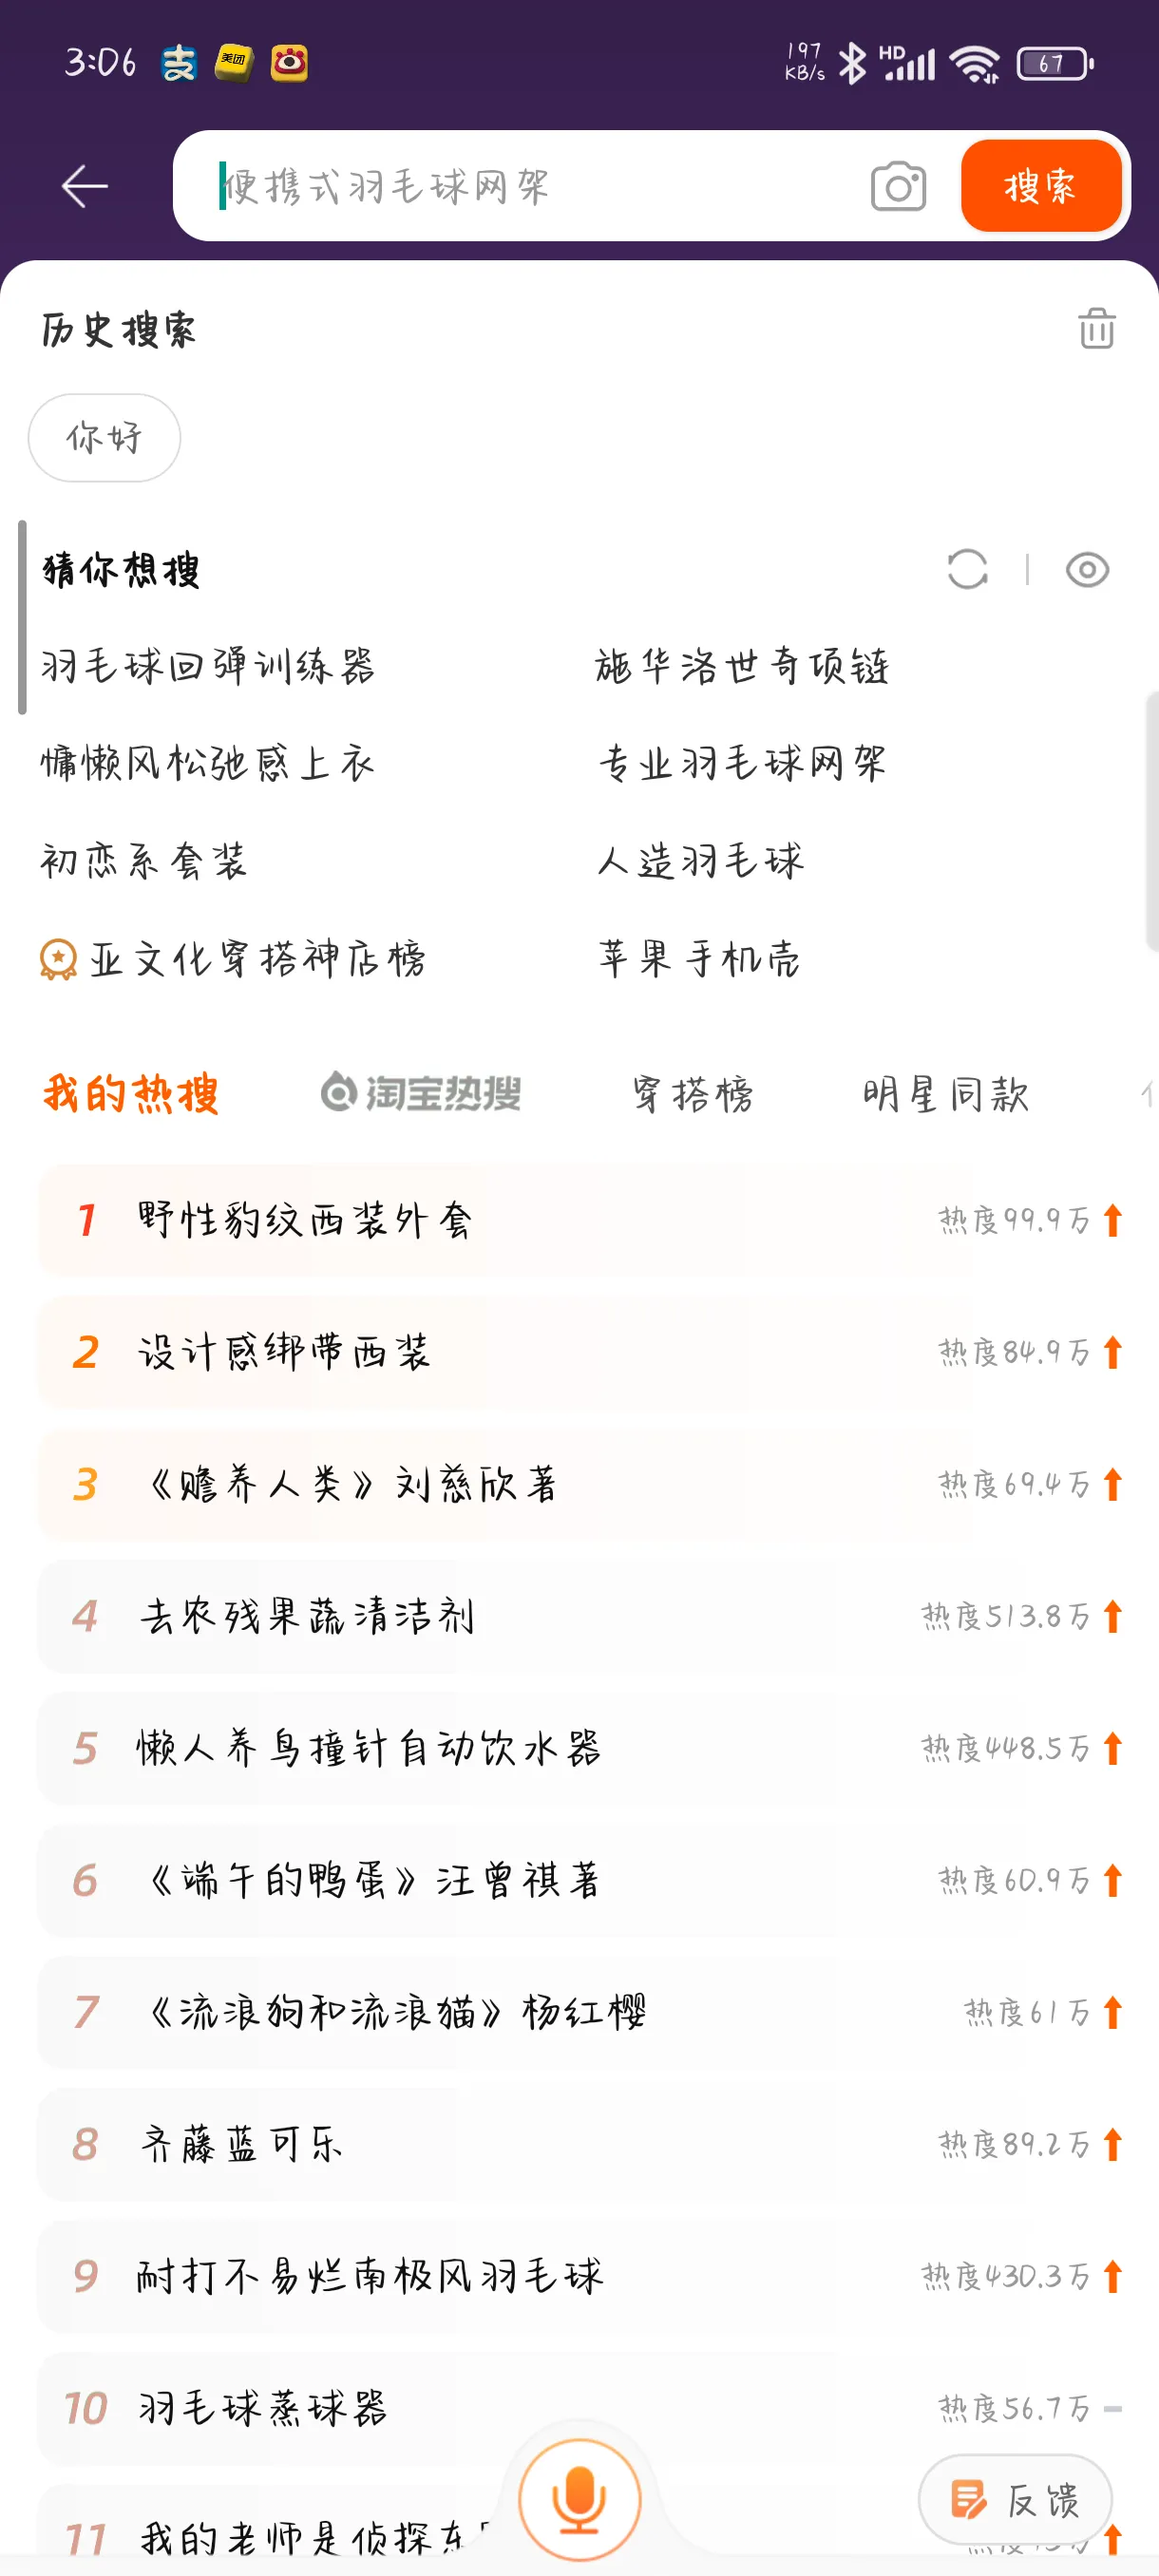 3:06 支 美团 197 KB/s HD 67
便携式羽毛球网架 搜索
历史搜索
你好
猜你想搜
羽毛球回弹训练器 施华洛世奇项链
慵懒风松弛感上衣 专业羽毛球网架
初恋系套装 人造羽毛球
亚文化穿搭神店榜 苹果手机壳
我的热搜 淘宝热搜 穿搭榜 明星同款
1 野性豹纹西装外套 热度99.9万
2 设计感绑带西装 热度84.9万
3 《赡养人类》刘慈欣著 热度69.4万
4 去农残果蔬清洁剂 热度513.8万
5 懒人养鸟撞针自动饮水器 热度448.5万
6 《端午的鸭蛋》汪曾祺著 热度60.9万
7 《流浪狗和流浪猫》杨红樱 热度61万
8 齐藤蓝可乐 热度89.2万
9 耐打不易烂南极风羽毛球 热度430.3万
10 羽毛球蒸球器 热度56.7万
反馈
11 我的老师是侦探